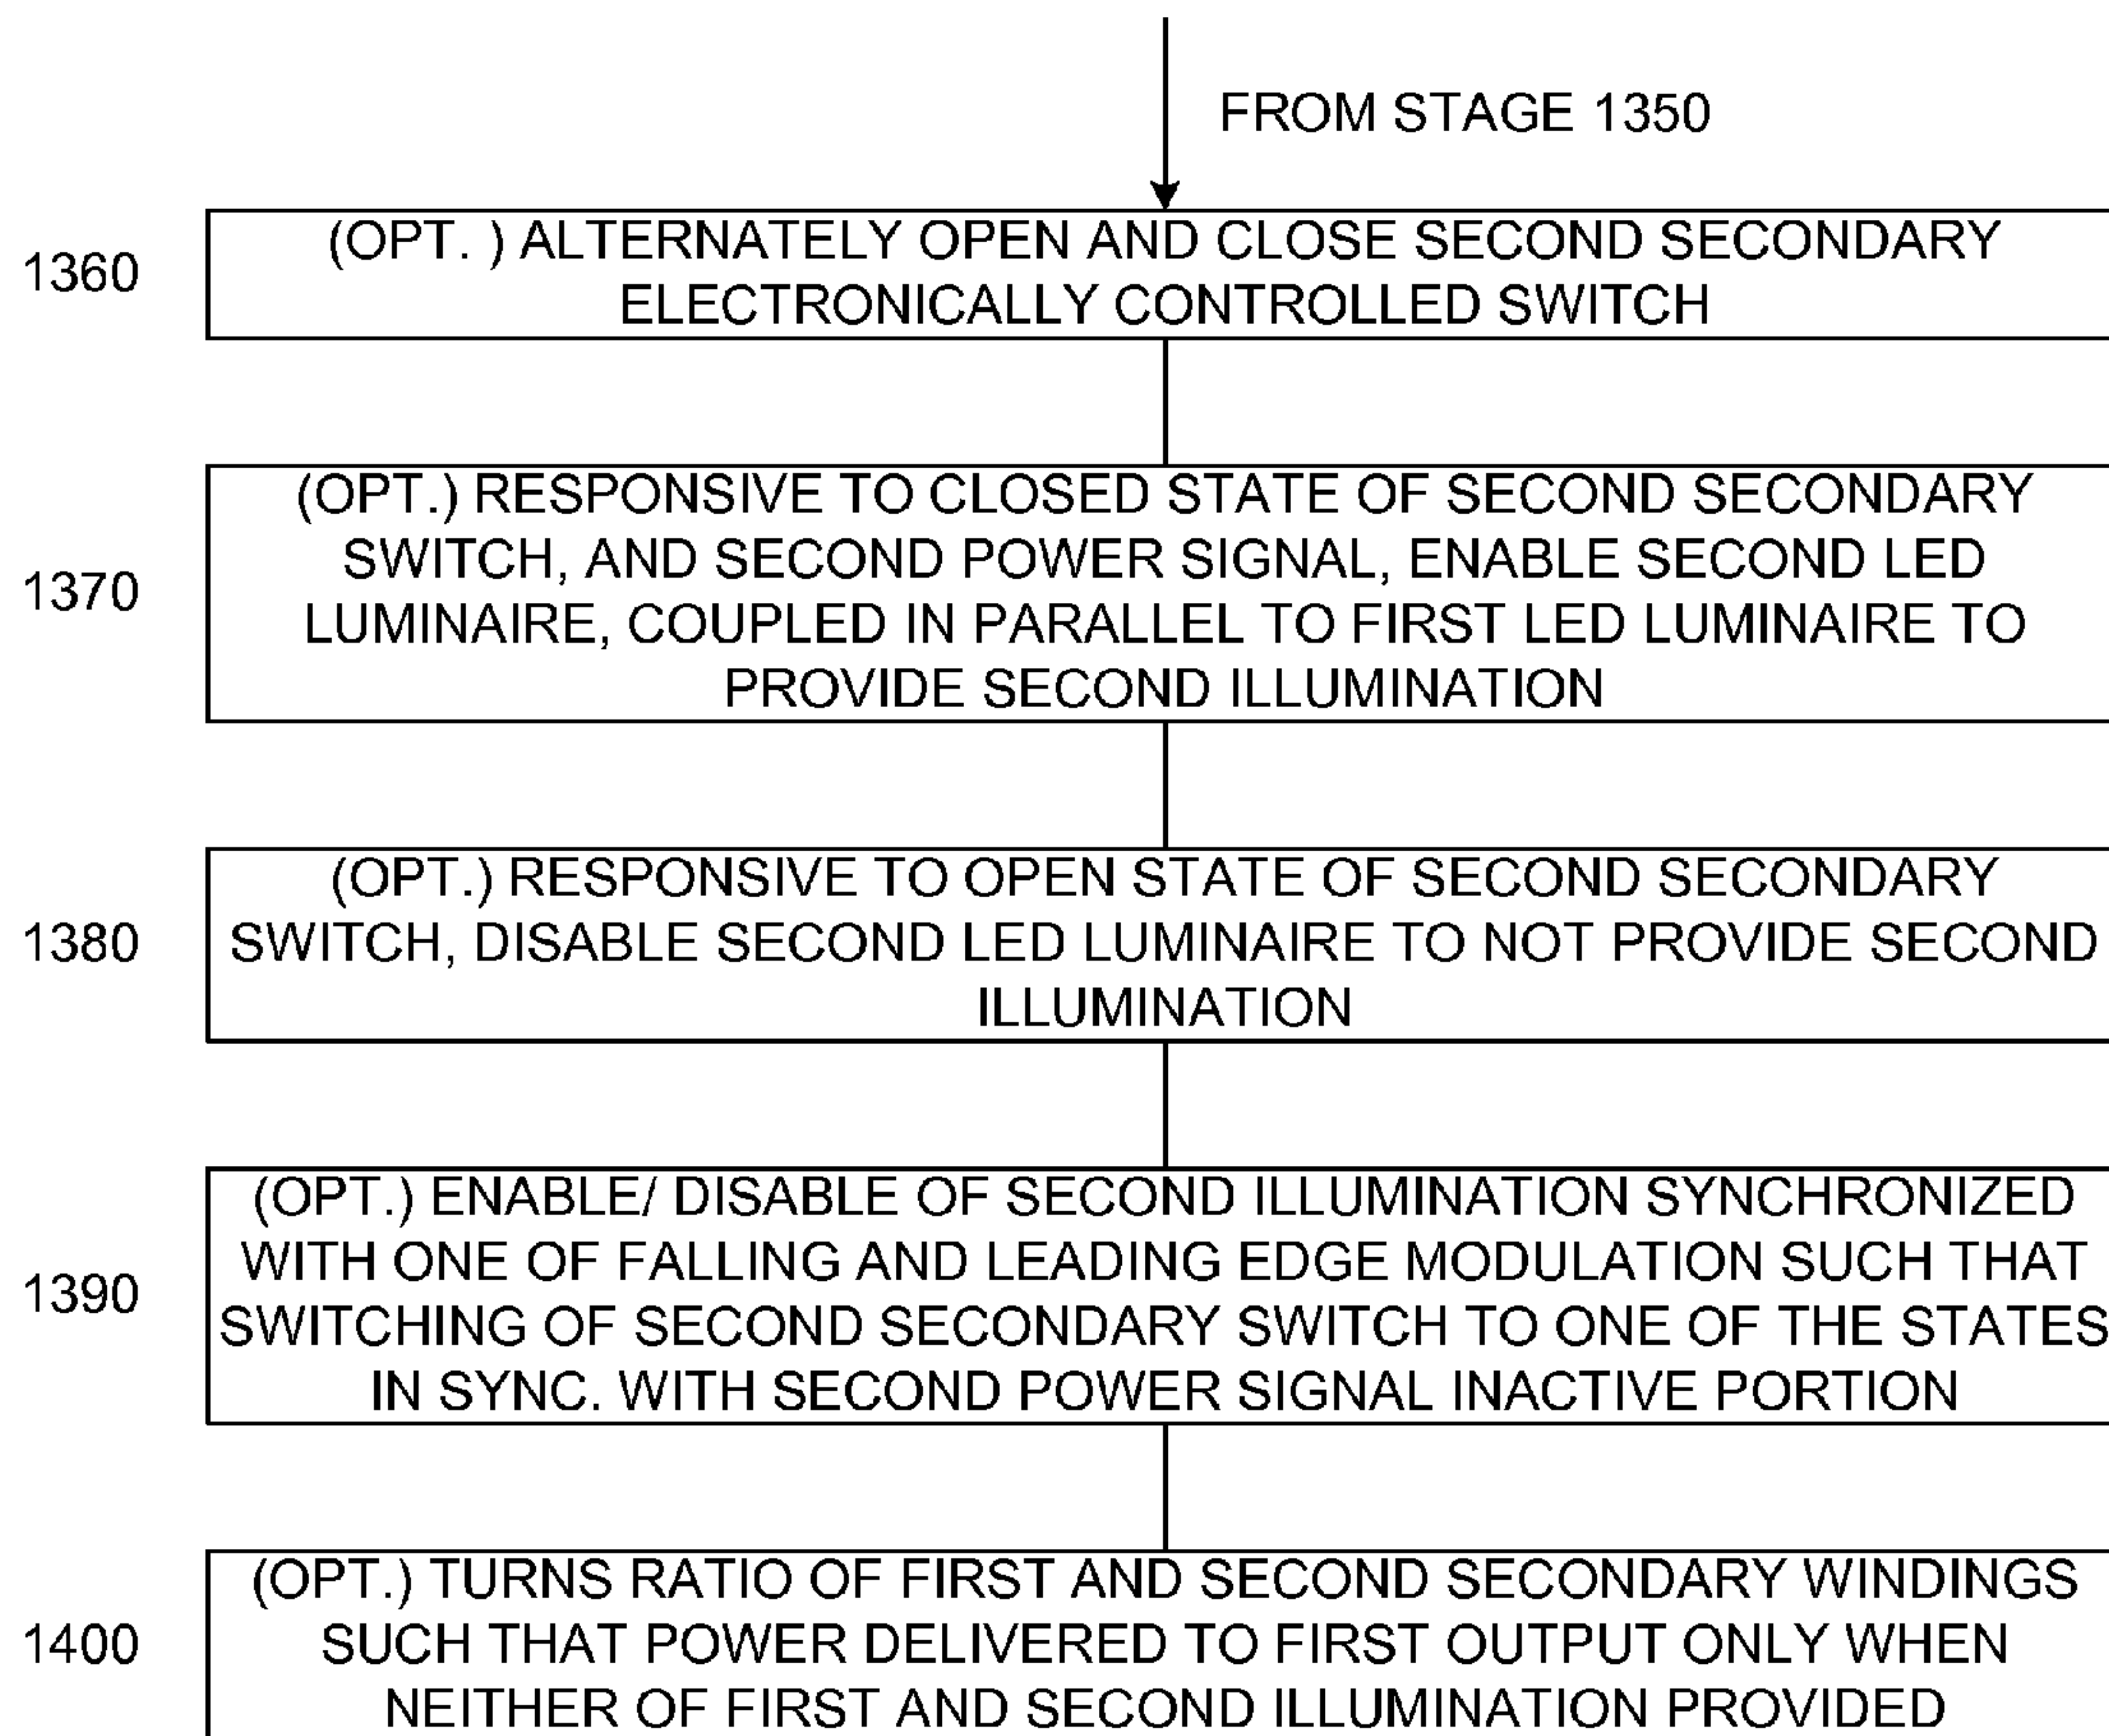 FROM STAGE 1350
1360
(OPT. ) ALTERNATELY OPEN AND CLOSE SECOND SECONDARY
ELECTRONICALLY CONTROLLED SWITCH
1370
(OPT.) RESPONSIVE TO CLOSED STATE OF SECOND SECONDARY
SWITCH, AND SECOND POWER SIGNAL, ENABLE SECOND LED
LUMINAIRE, COUPLED IN PARALLEL TO FIRST LED LUMINAIRE TO
PROVIDE SECOND ILLUMINATION
1380
(OPT.) RESPONSIVE TO OPEN STATE OF SECOND SECONDARY
SWITCH, DISABLE SECOND LED LUMINAIRE TO NOT PROVIDE SECOND
ILLUMINATION
1390
(OPT.) ENABLE/ DISABLE OF SECOND ILLUMINATION SYNCHRONIZED
WITH ONE OF FALLING AND LEADING EDGE MODULATION SUCH THAT
SWITCHING OF SECOND SECONDARY SWITCH TO ONE OF THE STATES
IN SYNC. WITH SECOND POWER SIGNAL INACTIVE PORTION
1400
(OPT.) TURNS RATIO OF FIRST AND SECOND SECONDARY WINDINGS
SUCH THAT POWER DELIVERED TO FIRST OUTPUT ONLY WHEN
NEITHER OF FIRST AND SECOND ILLUMINATION PROVIDED